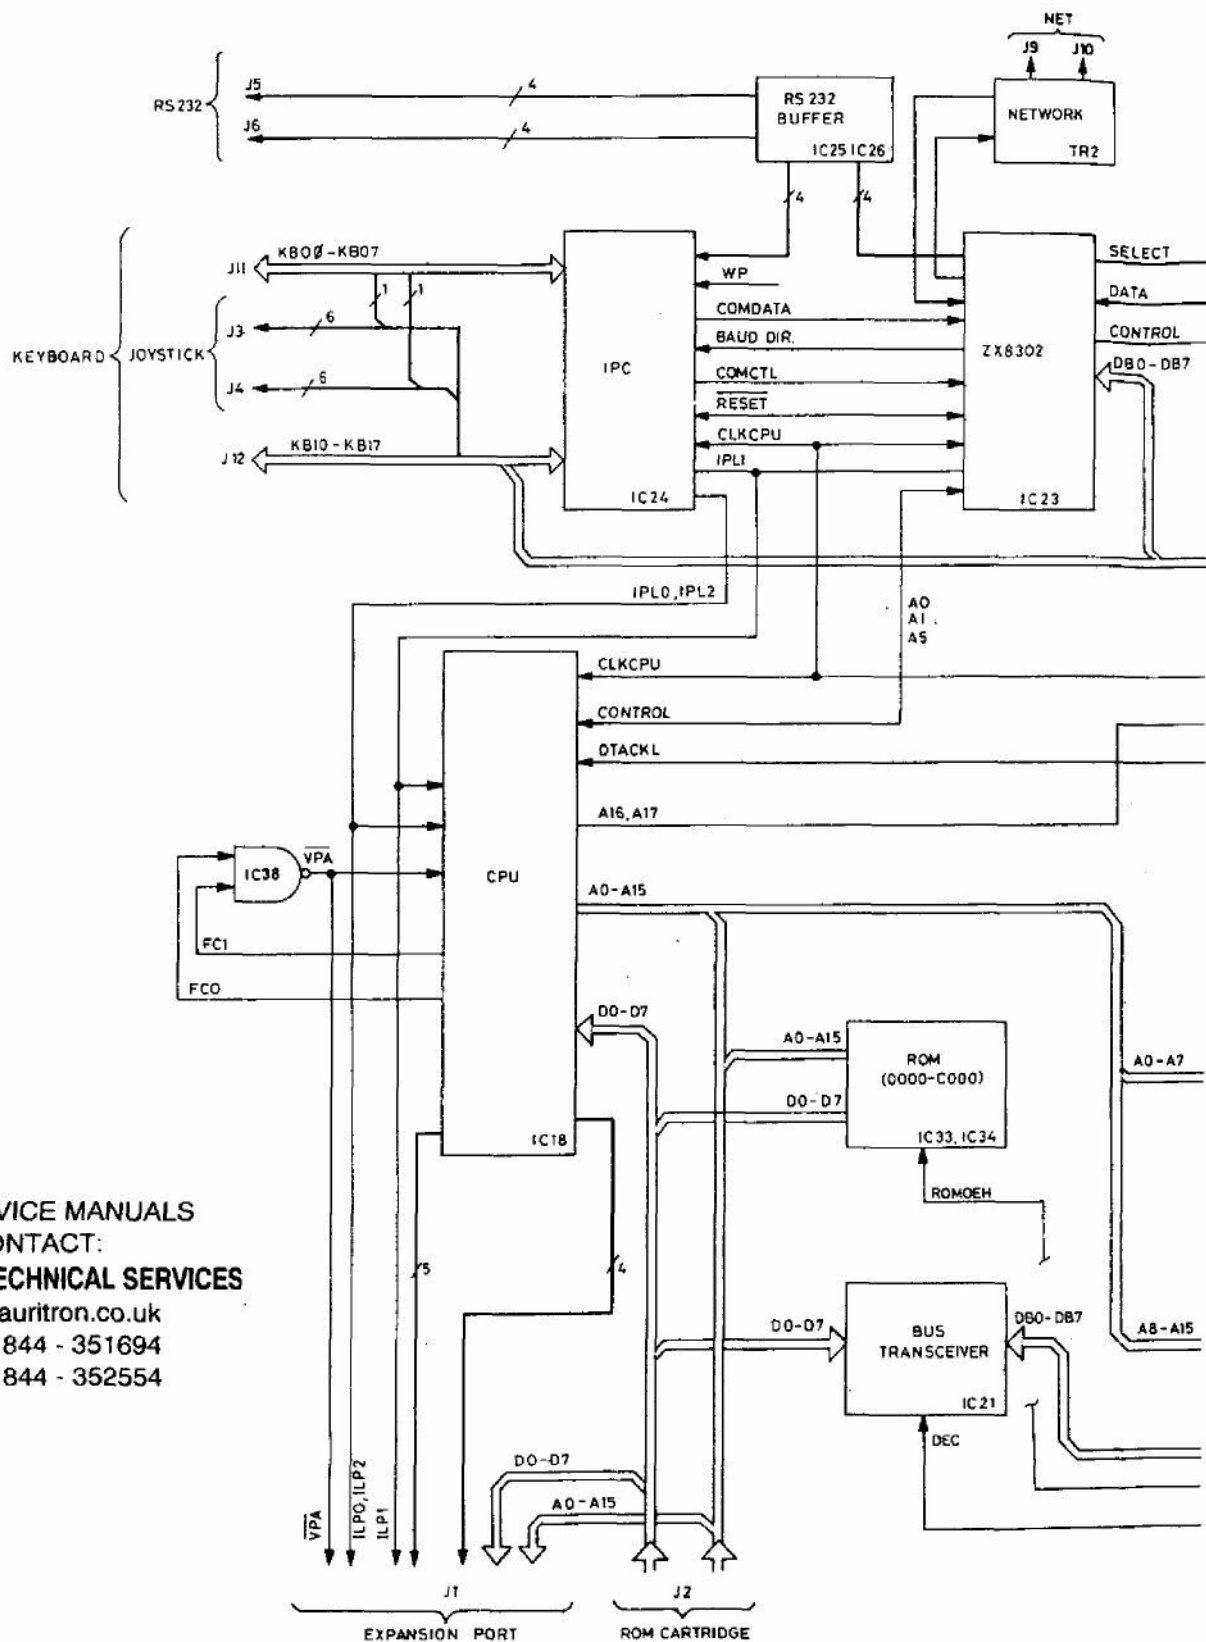 NET
J9 J10
RS232
J5
4
J6
4
RS 232
BUFFER
IC25 IC26
NETWORK
TR2
4
4
KEYBOARD
JOYSTICK
J11
KB0Ø-KB07
1
1
J3
6
J4
6
J12
KB10-KB17
IPC
IC24
WP
COMDATA
BAUD DIR.
COMCTL
RESET
CLKCPU
IPL1
ZX8302
IC23
SELECT
DATA
CONTROL
DB0-DB7
IPL0, IPL2
A0
A1
A5
CLKCPU
CONTROL
DTACKL
A16, A17
CPU
IC18
IC38
VPA
FC1
FC0
A0-A15
D0-D7
A0-A15
D0-D7
ROM
(0000-C000)
IC33, IC34
A0-A7
ROMOEH
VICE MANUALS
ONTACT:
ECHNICAL SERVICES
auritron.co.uk
844 - 351694
844 - 352554
5
4
D0-D7
BUS
TRANSCEIVER
IC21
DB0-DB7
A8-A15
DEC
D0-D7
A0-A15
VPA
ILP0, ILP2
ILP1
J1
EXPANSION PORT
J2
ROM CARTRIDGE